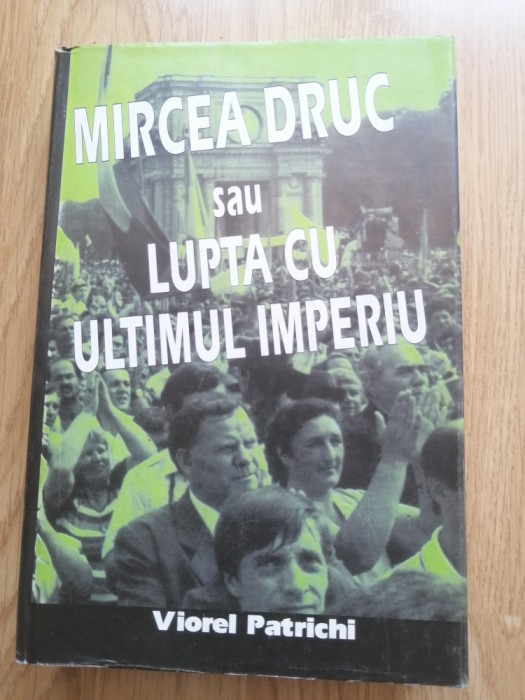 MIRCEA DRUC
sau
LUPTA CU
ULTIMUL IMPERIU
Viorel Patrichi